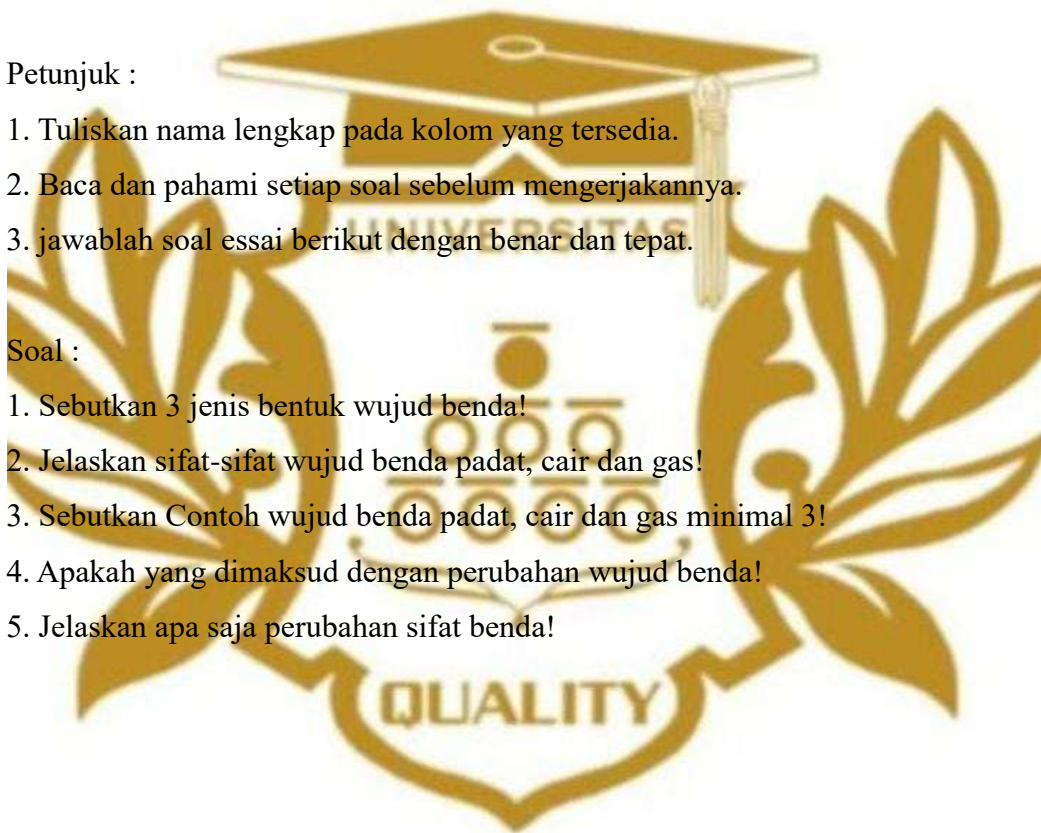 Petunjuk :
1. Tuliskan nama lengkap pada kolom yang tersedia.
2. Baca dan pahami setiap soal sebelum mengerjakannya.
UNIVERSITAS
3. jawablah soal essai berikut dengan benar dan tepat.
Soal :
1. Sebutkan 3 jenis bentuk wujud benda!
2. Jelaskan sifat-sifat wujud benda padat, cair dan gas!
3. Sebutkan Contoh wujud benda padat, cair dan gas minimal 3!
4. Apakah yang dimaksud dengan perubahan wujud benda!
5. Jelaskan apa saja perubahan sifat benda!
QUALITY